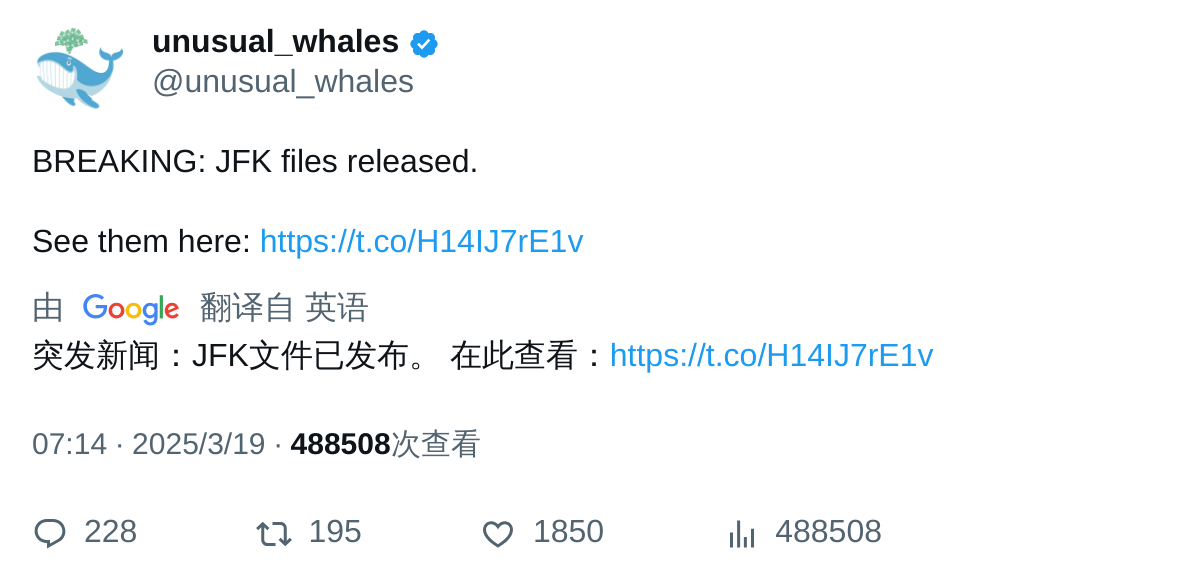 unusual_whales
@unusual_whales
BREAKING: JFK files released.
See them here: https://t.co/H14IJ7rE1v
由 Google 翻译自 英语
突发新闻：JFK文件已发布。 在此查看：https://t.co/H14IJ7rE1v
07:14 · 2025/3/19 · 488508次查看
228 195 1850 488508